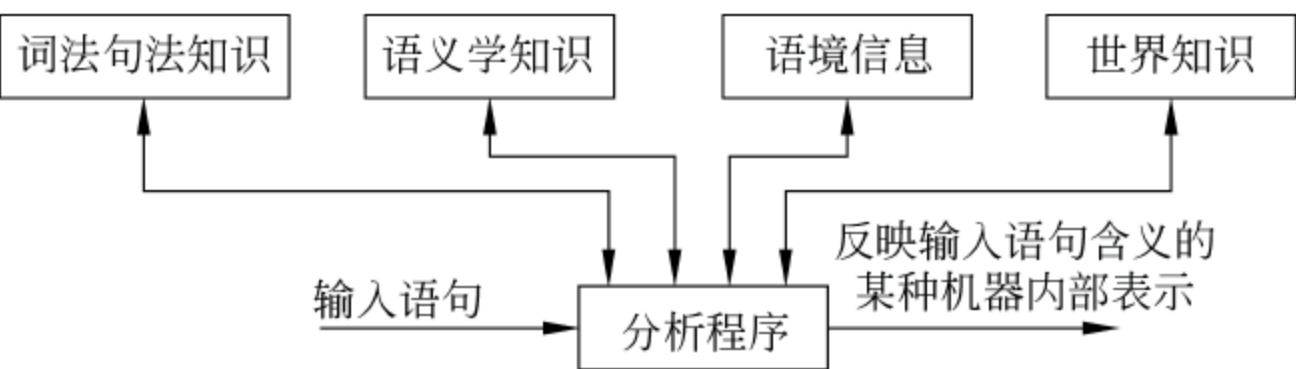 词法句法知识
语义学知识
语境信息
世界知识
反映输入语句含义的
某种机器内部表示
输入语句
分析程序